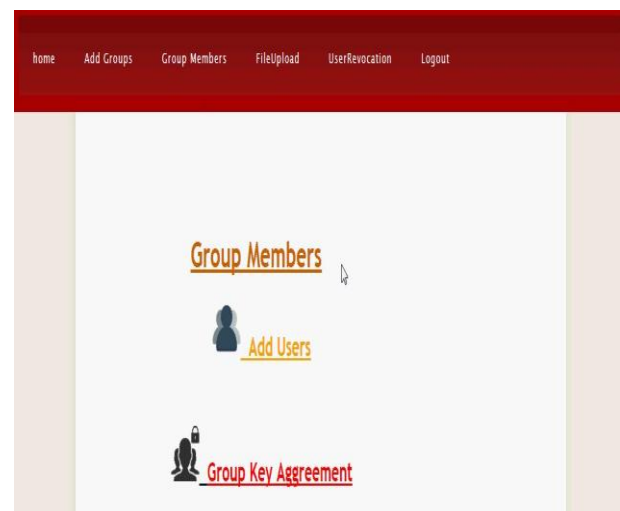 home Add Groups Group Members FileUpload UserRevocation Logout
Group Members
Add Users
Group Key Aggreement